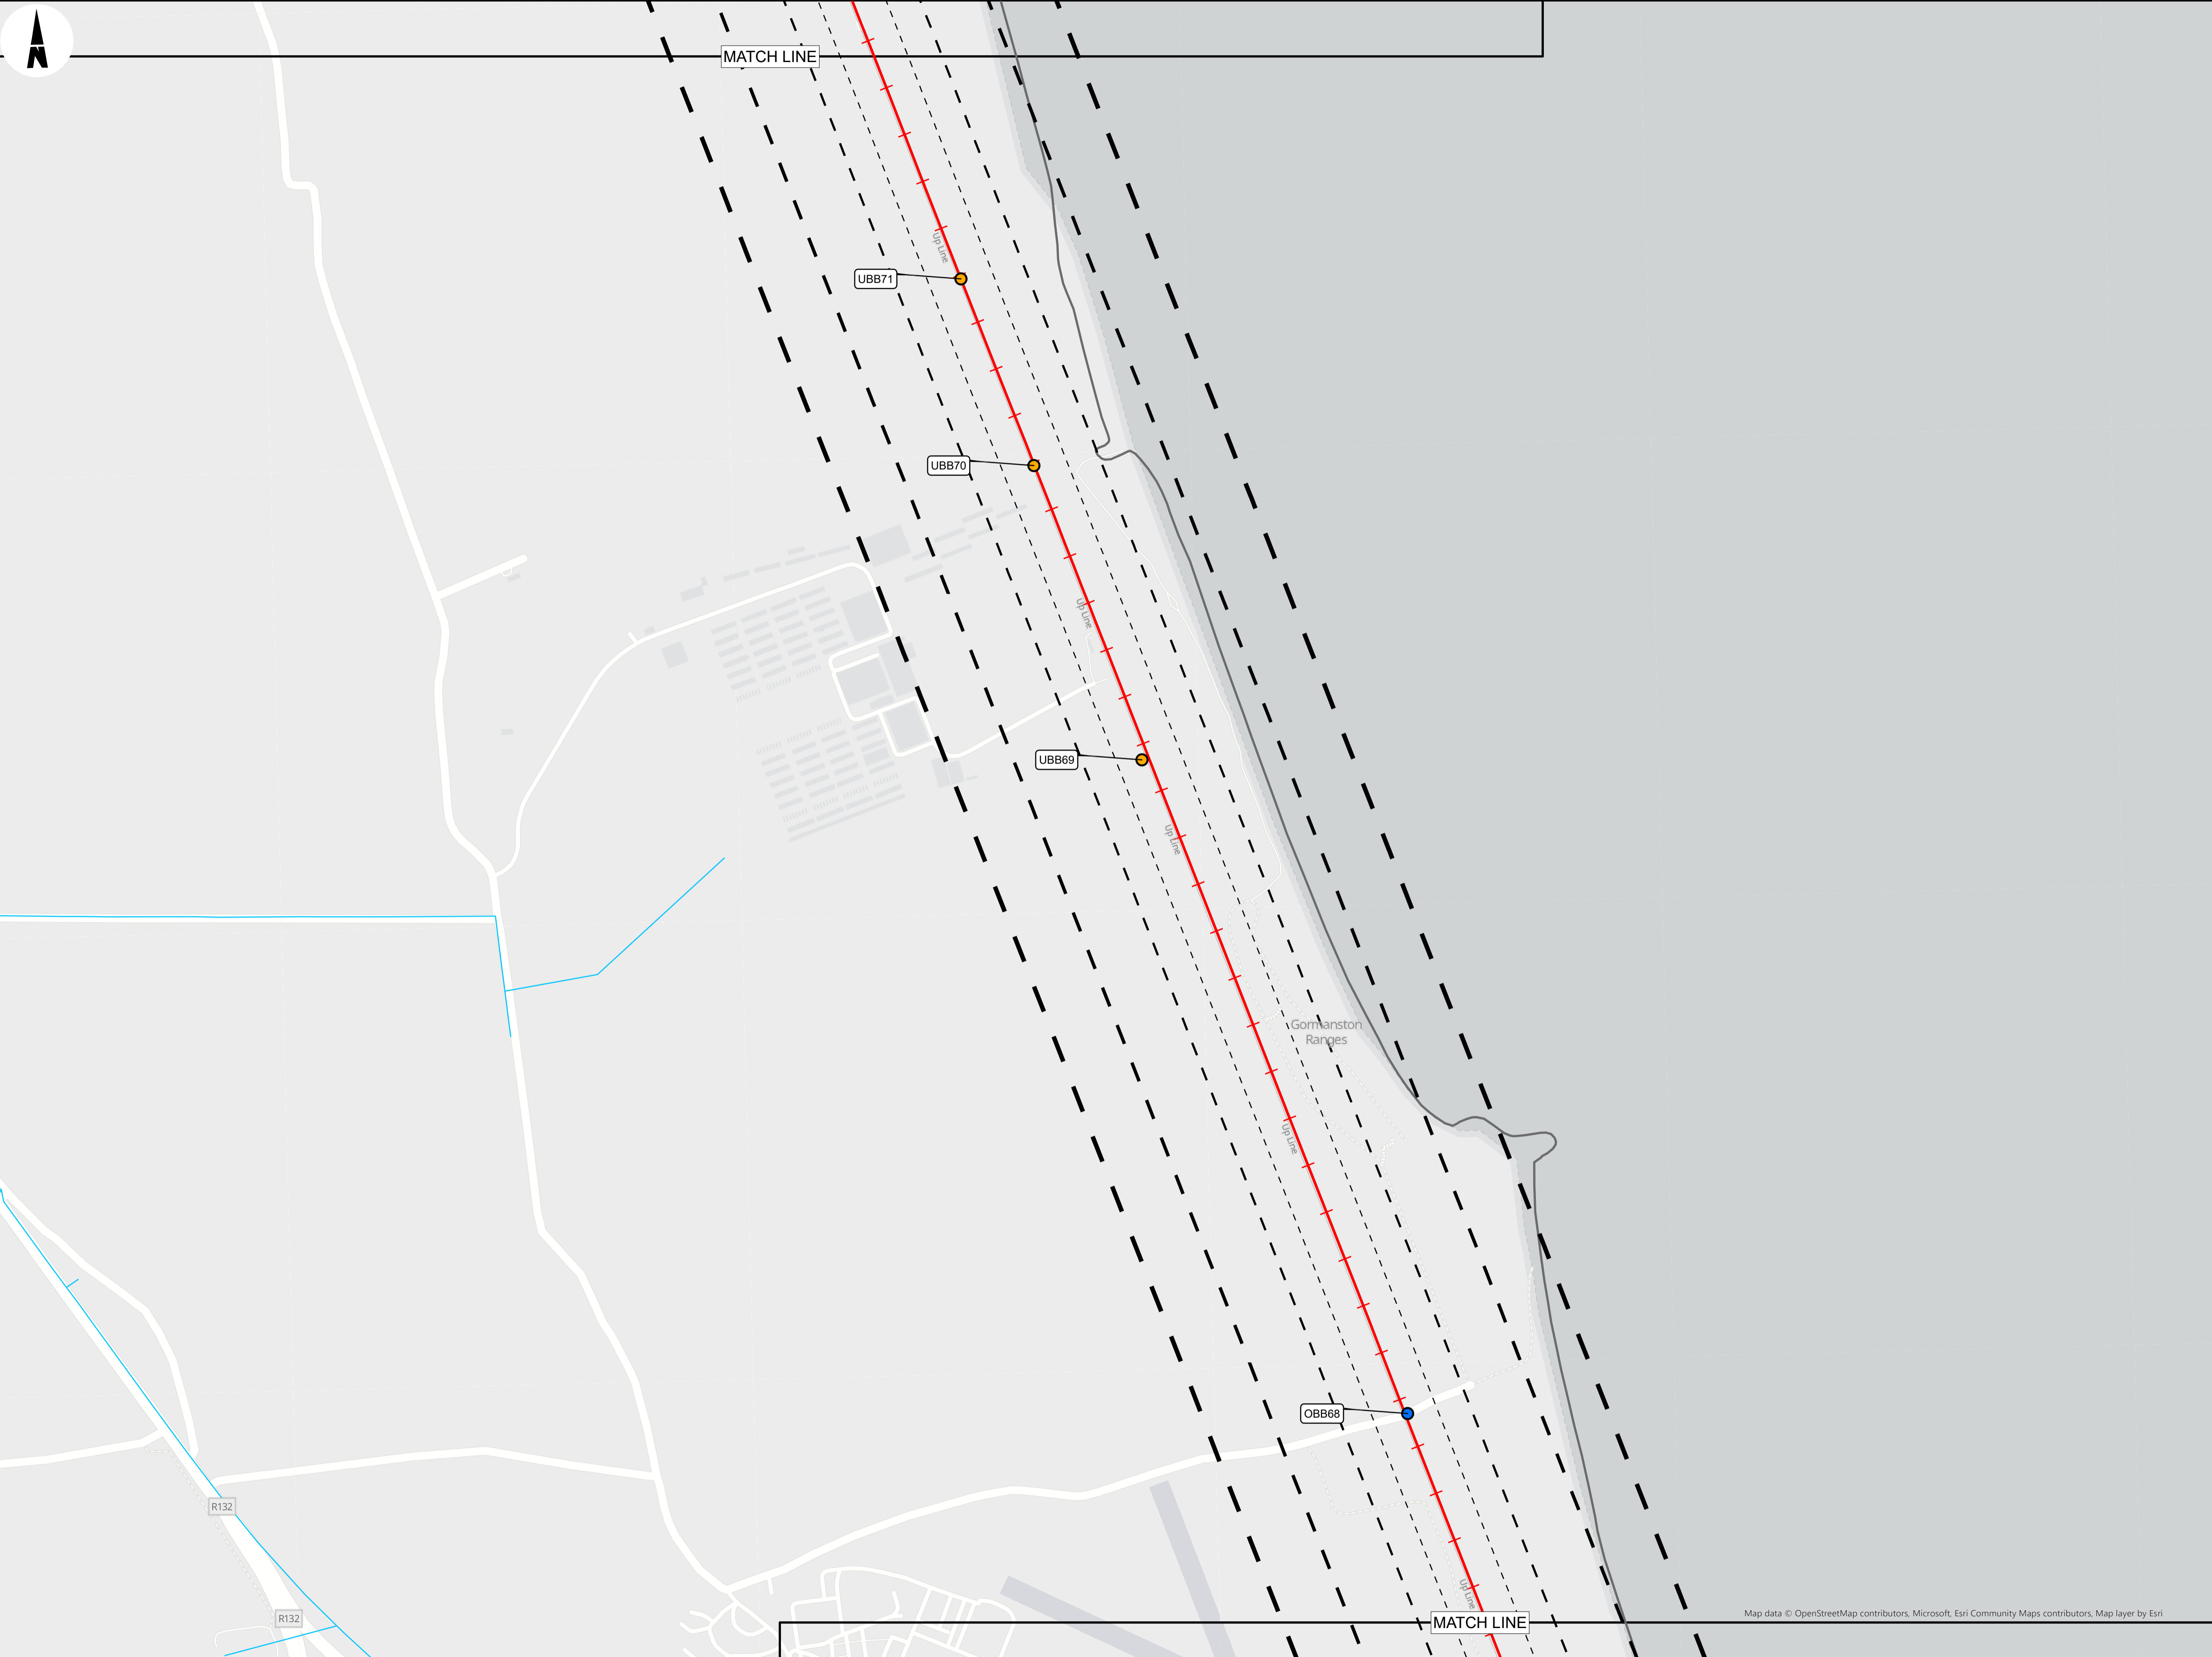 N
MATCH LINE
Up Line
UBB71
UBB70
Up Line
UBB69
Up Line
Gormanston
Ranges
Up Line
OBB68
R132
Up Line
R132
MATCH LINE
Map data © OpenStreetMap contributors, Microsoft, Esri Community Maps contributors, Map layer by Esri